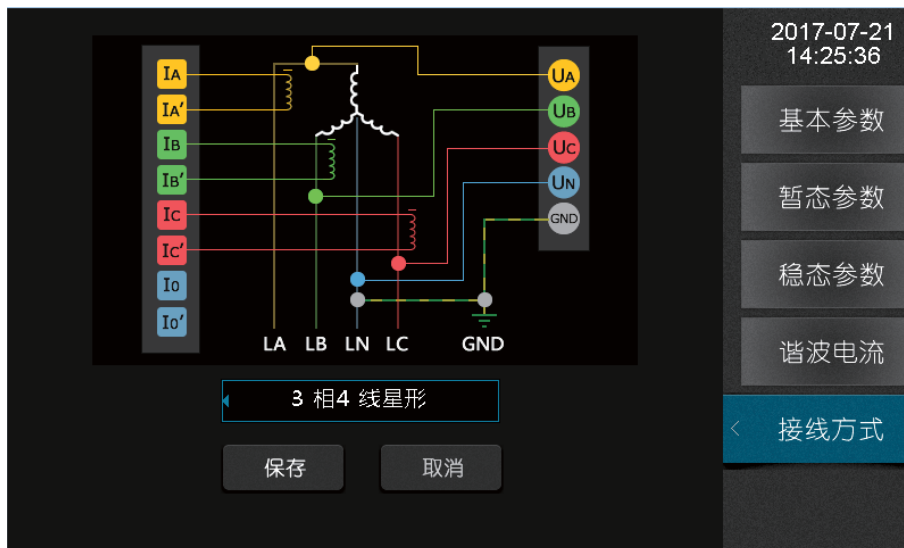 2017-07-21
14:25:36
IA
IA′
IB
IB′
IC
IC′
IO
IO′
UA
UB
UC
UN
GND
LA LB LN LC GND
3 相4 线星形
保存 取消
基本参数
暂态参数
稳态参数
谐波电流
接线方式